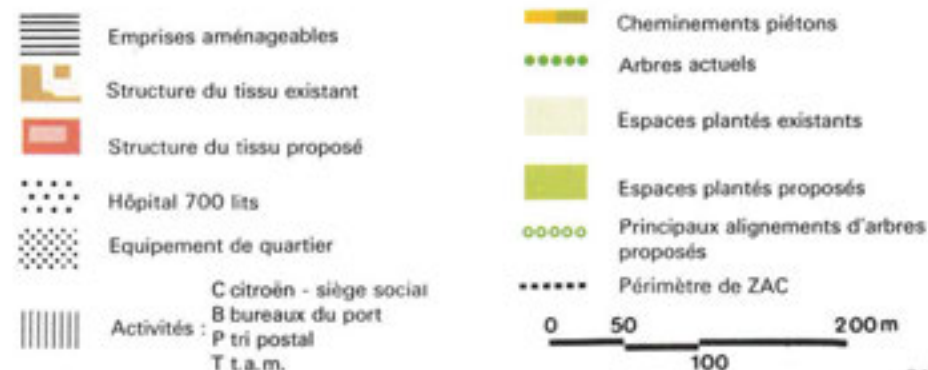 Emprises aménageables
Structure du tissu existant
Structure du tissu proposé
Hôpital 700 lits
Equipement de quartier
Activités :
C citroën - siège social
B bureaux du port
P tri postal
T t.a.m.
Cheminements piétons
Arbres actuels
Espaces plantés existants
Espaces plantés proposés
Principaux alignements d'arbres
proposés
Périmètre de ZAC
0 50 200 m
100